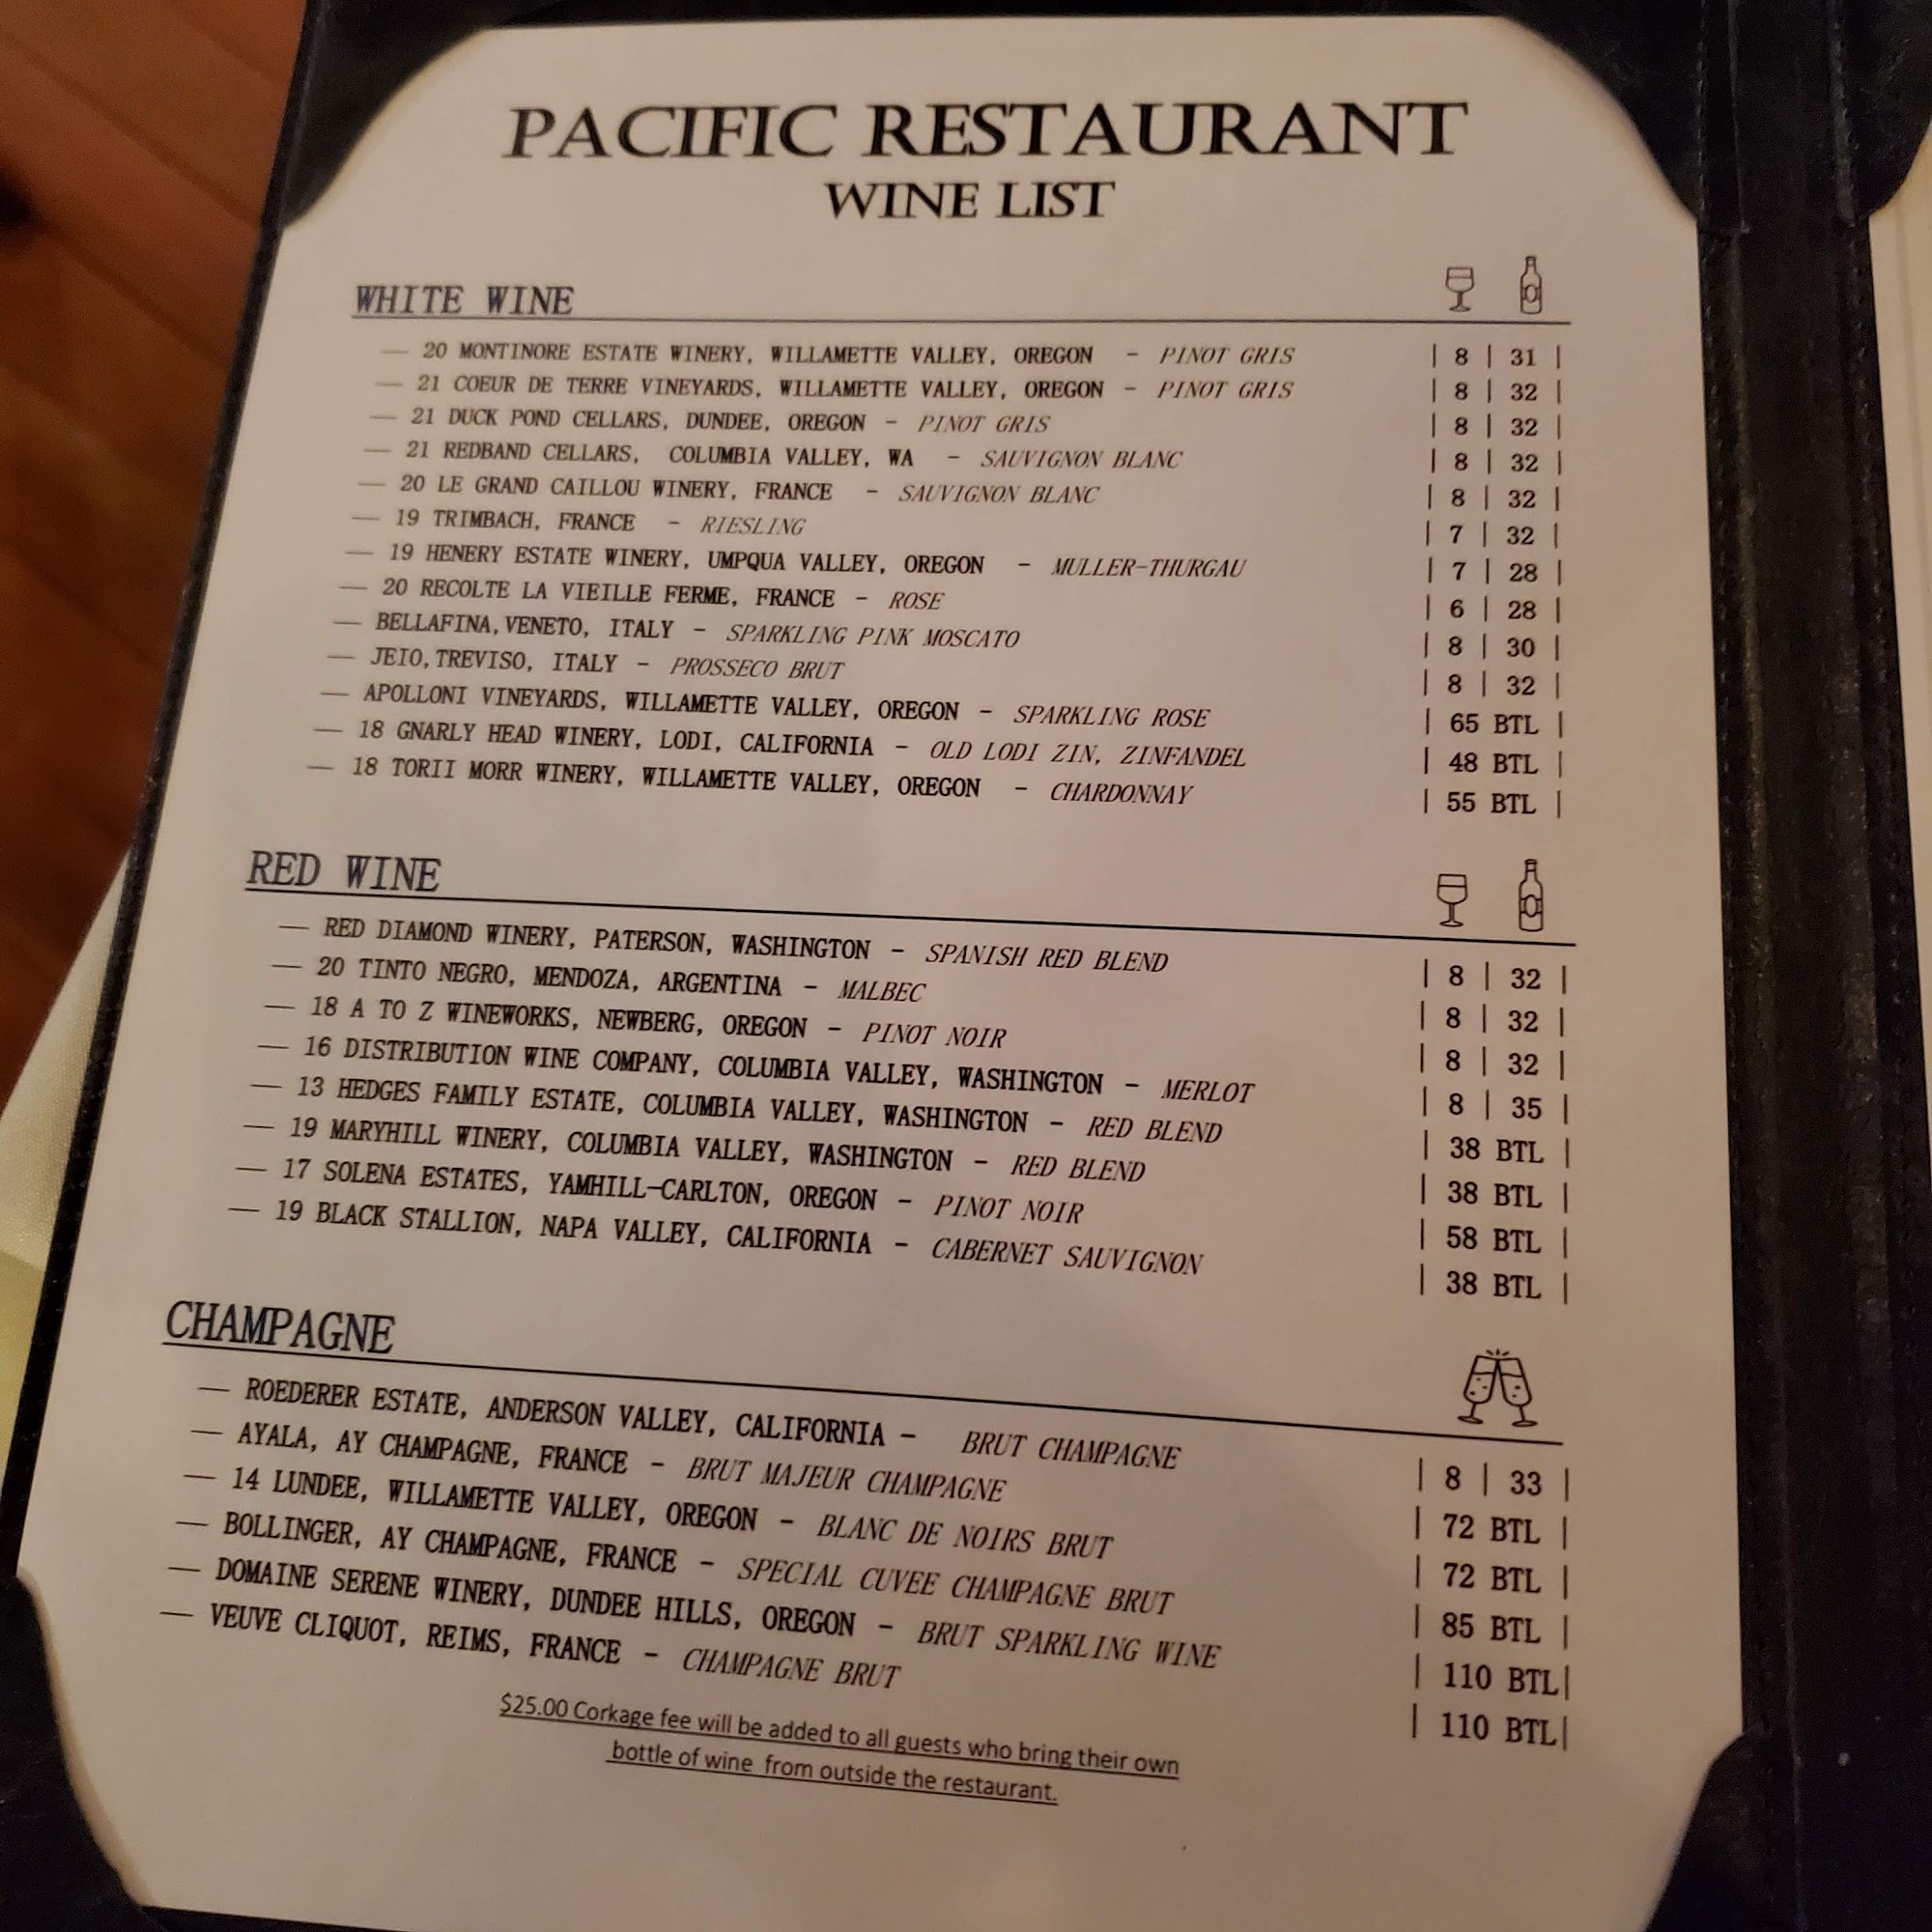 PACIFIC RESTAURANT
WINE LIST
WHITE WINE
— 20 MONTINORE ESTATE WINERY, WILLAMETTE VALLEY, OREGON - PINOT GRIS | 8 | 31 |
— 21 COEUR DE TERRE VINEYARDS, WILLAMETTE VALLEY, OREGON - PINOT GRIS | 8 | 32 |
— 21 DUCK POND CELLARS, DUNDEE, OREGON - PINOT GRIS | 8 | 32 |
— 21 REDBAND CELLARS, COLUMBIA VALLEY, WA - SAUVIGNON BLANC | 8 | 32 |
— 20 LE GRAND CAILLOU WINERY, FRANCE - SAUVIGNON BLANC | 8 | 32 |
— 19 TRIMBACH, FRANCE - RIESLING | 7 | 32 |
— 19 HENERY ESTATE WINERY, UMPQUA VALLEY, OREGON - MULLER-THURGAU | 7 | 28 |
— 20 RECOLTE LA VIEILLE FERME, FRANCE - ROSE | 6 | 28 |
— BELLAFINA,VENETO, ITALY - SPARKLING PINK MOSCATO | 8 | 30 |
— JEIO,TREVISO, ITALY - PROSSECO BRUT | 8 | 32 |
— APOLLONI VINEYARDS, WILLAMETTE VALLEY, OREGON - SPARKLING ROSE | 65 BTL |
— 18 GNARLY HEAD WINERY, LODI, CALIFORNIA - OLD LODI ZIN, ZINFANDEL | 48 BTL |
— 18 TORII MORR WINERY, WILLAMETTE VALLEY, OREGON - CHARDONNAY | 55 BTL |
RED WINE
— RED DIAMOND WINERY, PATERSON, WASHINGTON - SPANISH RED BLEND | 8 | 32 |
— 20 TINTO NEGRO, MENDOZA, ARGENTINA - MALBEC | 8 | 32 |
— 18 A TO Z WINEWORKS, NEWBERG, OREGON - PINOT NOIR | 8 | 32 |
— 16 DISTRIBUTION WINE COMPANY, COLUMBIA VALLEY, WASHINGTON - MERLOT | 8 | 35 |
— 13 HEDGES FAMILY ESTATE, COLUMBIA VALLEY, WASHINGTON - RED BLEND | 38 BTL |
— 19 MARYHILL WINERY, COLUMBIA VALLEY, WASHINGTON - RED BLEND | 38 BTL |
— 17 SOLENA ESTATES, YAMHILL-CARLTON, OREGON - PINOT NOIR | 58 BTL |
— 19 BLACK STALLION, NAPA VALLEY, CALIFORNIA - CABERNET SAUVIGNON | 38 BTL |
CHAMPAGNE
— ROEDERER ESTATE, ANDERSON VALLEY, CALIFORNIA - BRUT CHAMPAGNE | 8 | 33 |
— AYALA, AY CHAMPAGNE, FRANCE - BRUT MAJEUR CHAMPAGNE | 72 BTL |
— 14 LUNDEE, WILLAMETTE VALLEY, OREGON - BLANC DE NOIRS BRUT | 72 BTL |
— BOLLINGER, AY CHAMPAGNE, FRANCE - SPECIAL CUVEE CHAMPAGNE BRUT | 85 BTL |
— DOMAINE SERENE WINERY, DUNDEE HILLS, OREGON - BRUT SPARKLING WINE | 110 BTL|
— VEUVE CLIQUOT, REIMS, FRANCE - CHAMPAGNE BRUT | 110 BTL|
$25.00 Corkage fee will be added to all guests who bring their own
bottle of wine from outside the restaurant.